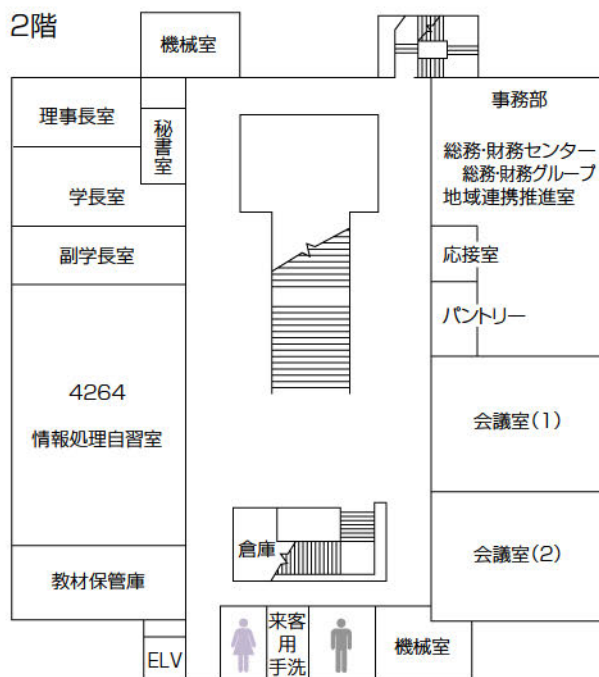 2階
機械室
理事長室
秘書室
学長室
副学長室
4264
情報処理自習室
教材保管庫
ELV
事務部
総務・財務センター
総務・財務グループ
地域連携推進室
応接室
パントリー
会議室(1)
会議室(2)
倉庫
来客
用
手洗
機械室